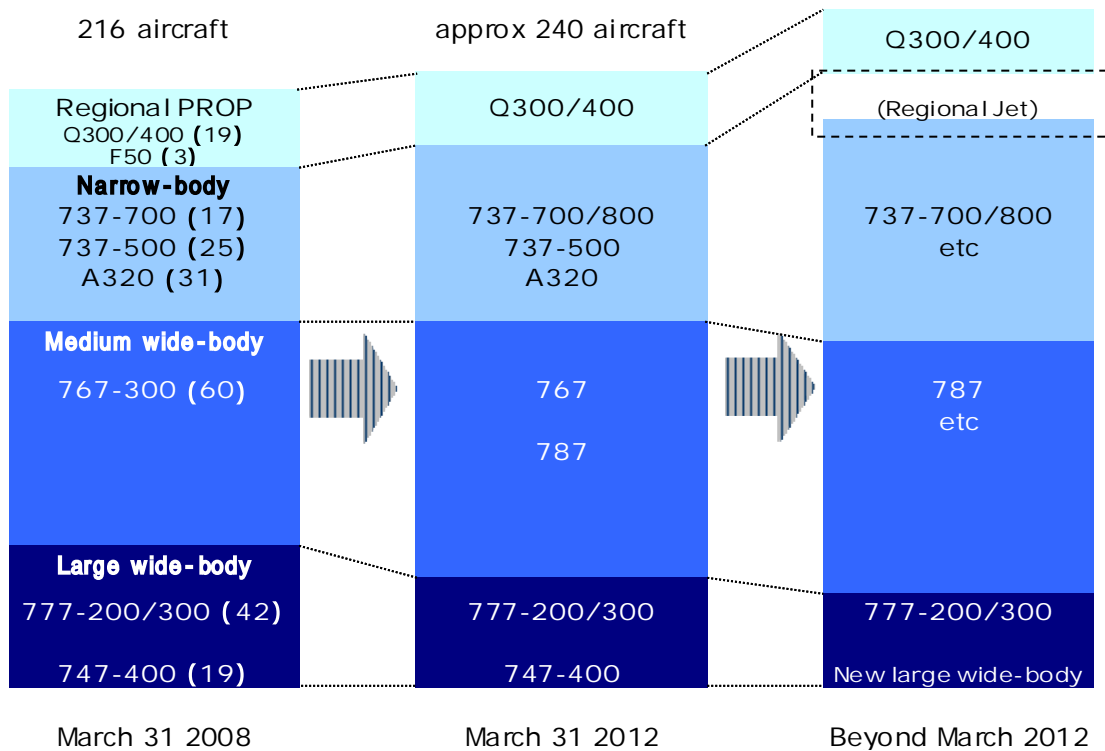 216 aircraft
Regional PROP
Q300/400 (19)
F50 (3)
Narrow-body
737-700 (17)
737-500 (25)
A320 (31)
Medium wide-body
767-300 (60)
Large wide-body
777-200/300 (42)
747-400 (19)
March 31 2008
approx 240 aircraft
Q300/400
737-700/800
737-500
A320
767
787
777-200/300
747-400
March 31 2012
Q300/400
(Regional Jet)
737-700/800
etc
787
etc
777-200/300
New large wide-body
Beyond March 2012